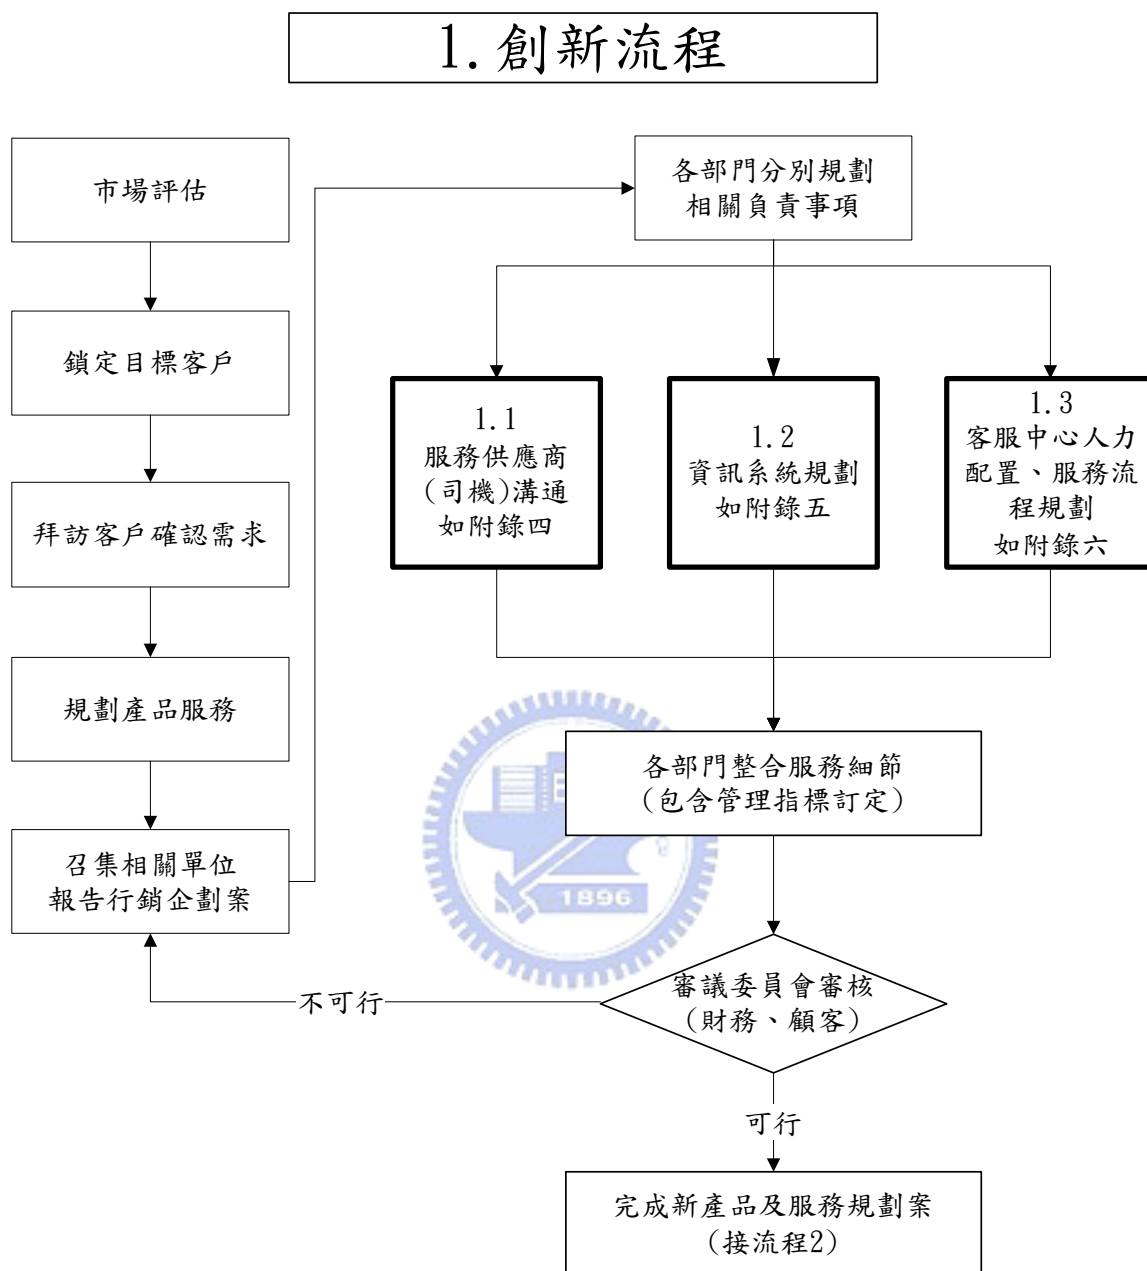 1.創新流程
市場評估
鎖定目標客戶
拜訪客戶確認需求
規劃產品服務
召集相關單位
報告行銷企劃案
各部門分別規劃
相關負責事項
1.1
服務供應商
(司機)溝通
如附錄四
1.2
資訊系統規劃
如附錄五
1.3
客服中心人力
配置、服務流
程規劃
如附錄六
各部門整合服務細節
(包含管理指標訂定)
1896
審議委員會審核
(財務、顧客)
不可行
可行
完成新產品及服務規劃案
(接流程2)